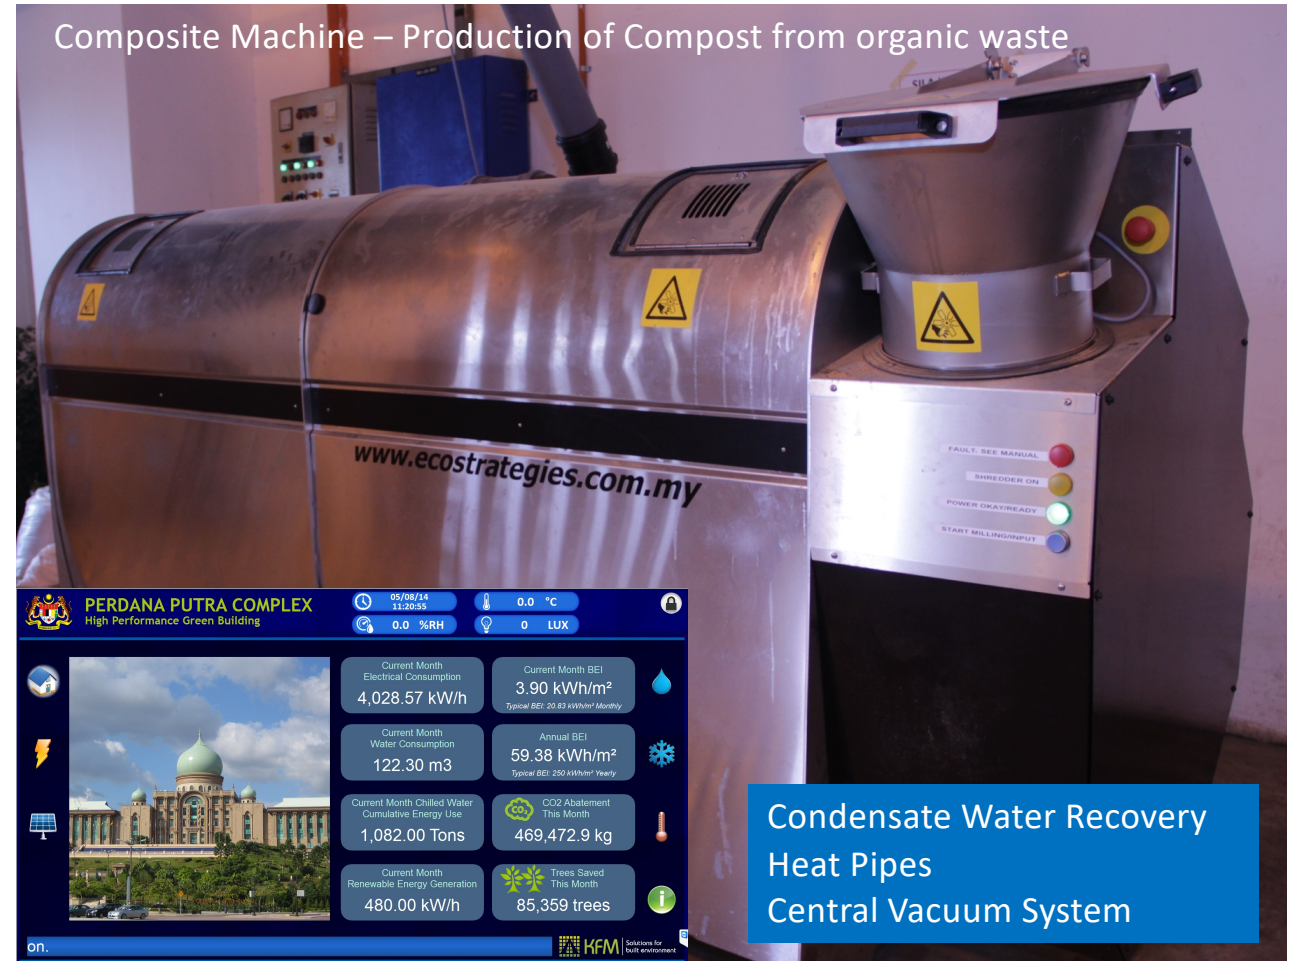 Composite Machine – Production of Compost from organic waste
www.ecostrategies.com.my
FAULT- SEE MANUAL
SHREDDER ON
POWER OKAY/READY
START MILLING/INPUT
PERDANA PUTRA COMPLEX
High Performance Green Building
05/08/14
11:20:55
0.0 °C
0.0 %RH
0 LUX
Current Month
Electrical Consumption
4,028.57 kW/h
Current Month BEI
3.90 kWh/m²
Typical BEI: 20.83 kWh/m² Monthly
Current Month
Water Consumption
122.30 m3
Annual BEI
59.38 kWh/m²
Typical BEI: 250 kWh/m² Yearly
Current Month Chilled Water
Cumulative Energy Use
1,082.00 Tons
CO2
CO2 Abatement
This Month
469,472.9 kg
Current Month
Renewable Energy Generation
480.00 kW/h
Trees Saved
This Month
85,359 trees
i
on.
KFM
Solutions for
built environment
Condensate Water Recovery
Heat Pipes
Central Vacuum System